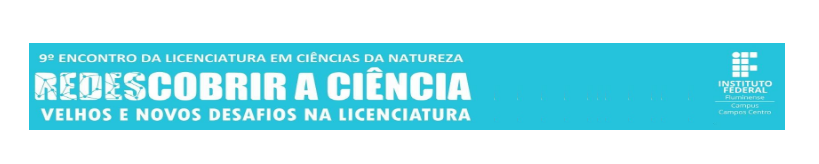 9º ENCONTRO DA LICENCIATURA EM CIÊNCIAS DA NATUREZA
REDESCOBRIR A CIÊNCIA
VELHOS E NOVOS DESAFIOS NA LICENCIATURA
INSTITUTO
FEDERAL
Fluminense
Campus
Campos Centro